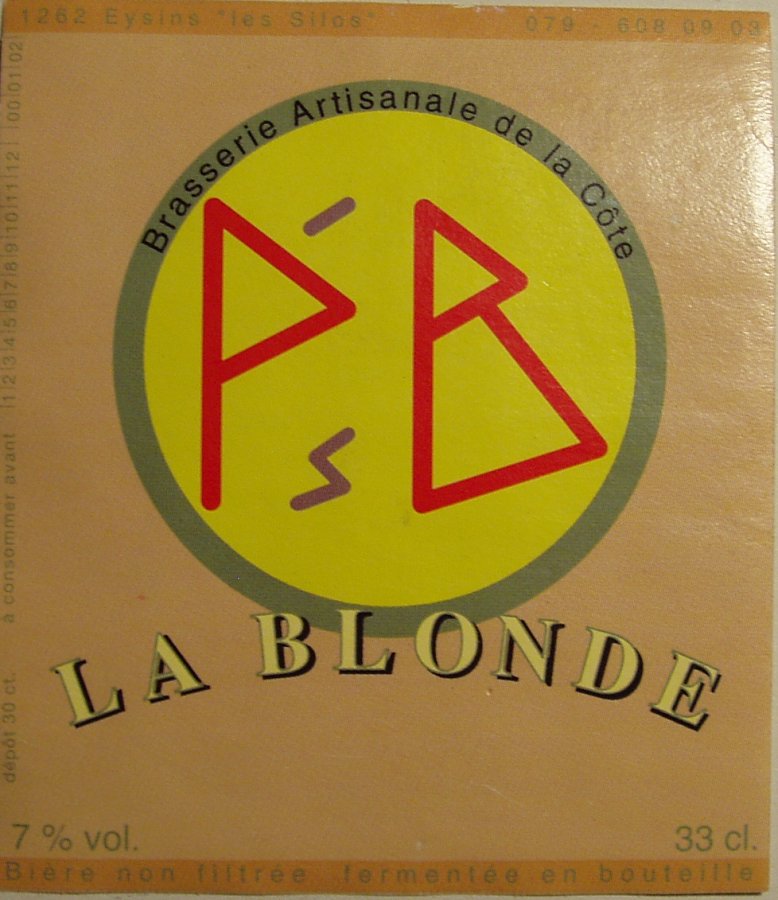 1262 Eysins "les Silos" 079 - 608 09 09
Brasserie Artisanale de la Côte
P'sB
LA BLONDE
dépôt 30 ct. à consommer avant |1|2|3|4|5|6|7|8|9|10|11|12| |00|01|02|
7 % vol. 33 cl.
Bière non filtrée fermentée en bouteille